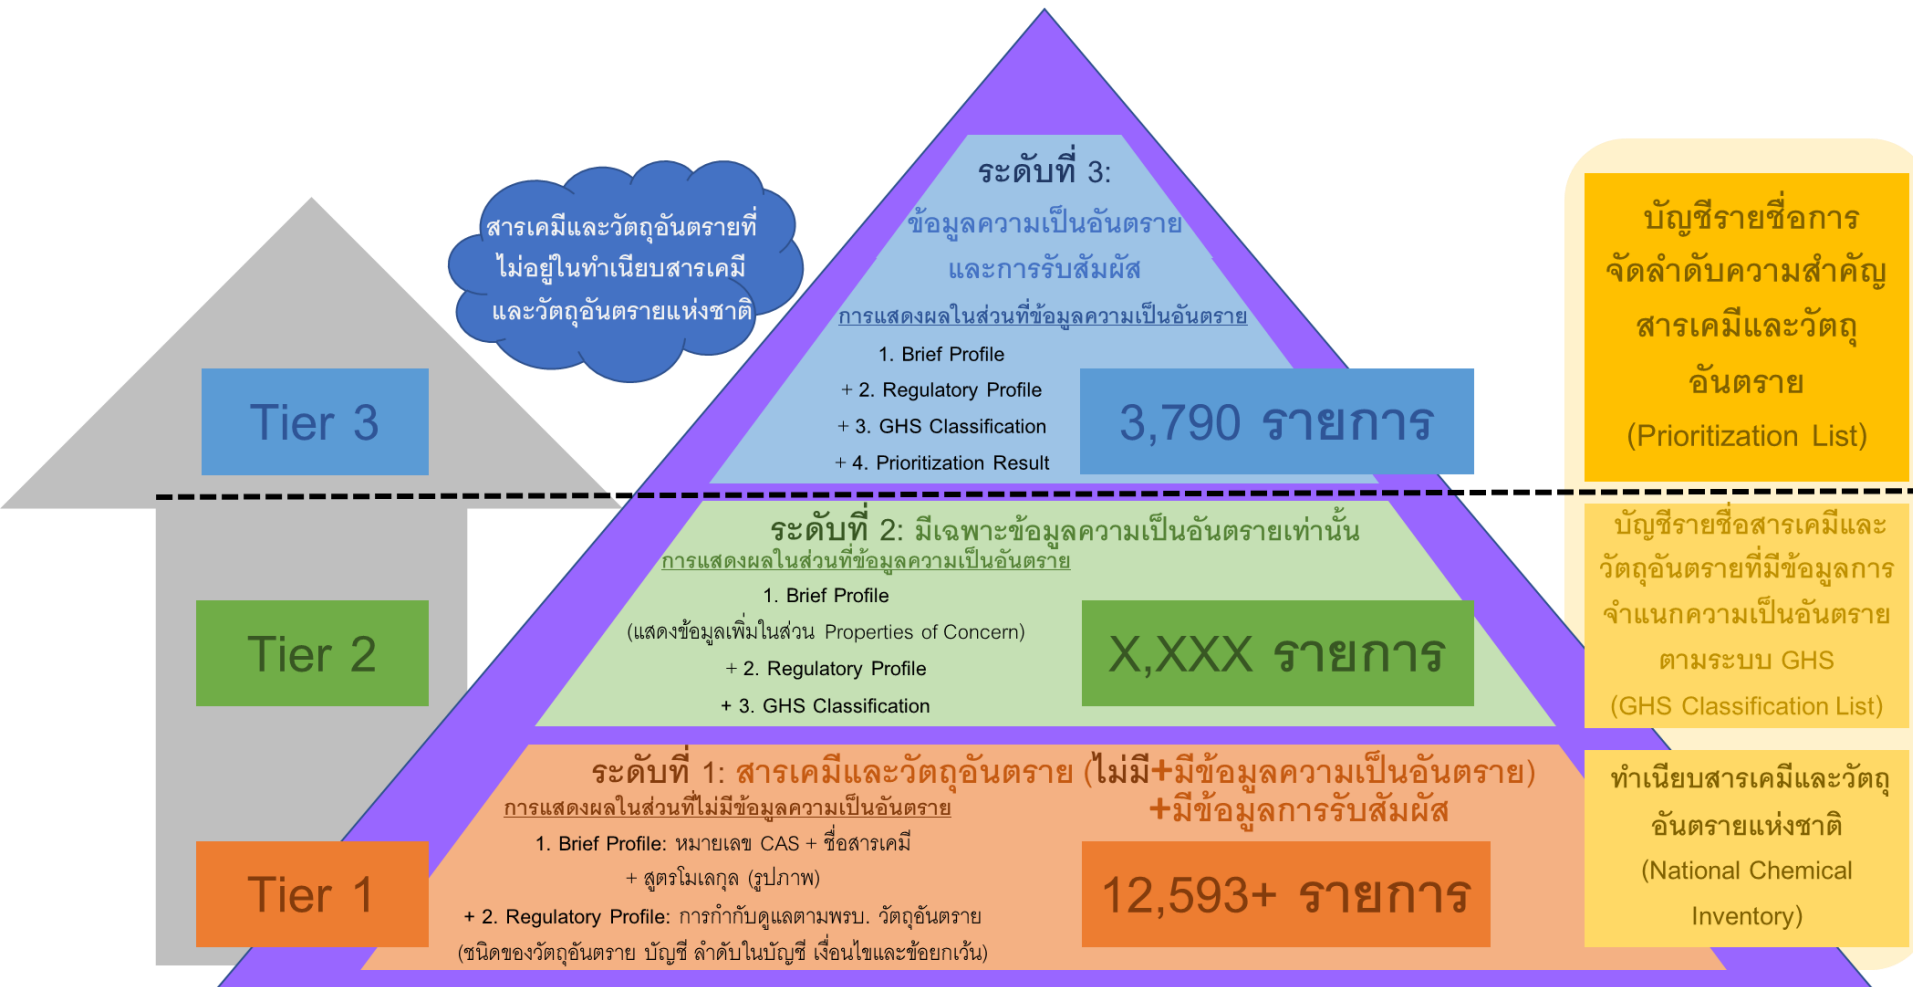 สารเคมีและวัตถุอันตรายที่
ไม่อยู่ในทำเนียบสารเคมี
และวัตถุอันตรายแห่งชาติ
Tier 3
ระดับที่ 3:
ข้อมูลความเป็นอันตราย
และการรับสัมผัส
การแสดงผลในส่วนที่ข้อมูลความเป็นอันตราย
1. Brief Profile
+ 2. Regulatory Profile
+ 3. GHS Classification
+ 4. Prioritization Result
3,790 รายการ
บัญชีรายชื่อการ
จัดลำดับความสำคัญ
สารเคมีและวัตถุ
อันตราย
(Prioritization List)
Tier 2
ระดับที่ 2: มีเฉพาะข้อมูลความเป็นอันตรายเท่านั้น
การแสดงผลในส่วนที่ข้อมูลความเป็นอันตราย
1. Brief Profile
(แสดงข้อมูลเพิ่มในส่วน Properties of Concern)
+ 2. Regulatory Profile
+ 3. GHS Classification
X,XXX รายการ
บัญชีรายชื่อสารเคมีและ
วัตถุอันตรายที่มีข้อมูลการ
จำแนกความเป็นอันตราย
ตามระบบ GHS
(GHS Classification List)
Tier 1
ระดับที่ 1: สารเคมีและวัตถุอันตราย (ไม่มี+มีข้อมูลความเป็นอันตราย)
+มีข้อมูลการรับสัมผัส
การแสดงผลในส่วนที่ไม่มีข้อมูลความเป็นอันตราย
1. Brief Profile: หมายเลข CAS + ชื่อสารเคมี
+ สูตรโมเลกุล (รูปภาพ)
+ 2. Regulatory Profile: การกำกับดูแลตามพรบ. วัตถุอันตราย
(ชนิดของวัตถุอันตราย บัญชี ลำดับในบัญชี เงื่อนไขและข้อยกเว้น)
12,593+ รายการ
ทำเนียบสารเคมีและวัตถุ
อันตรายแห่งชาติ
(National Chemical
Inventory)